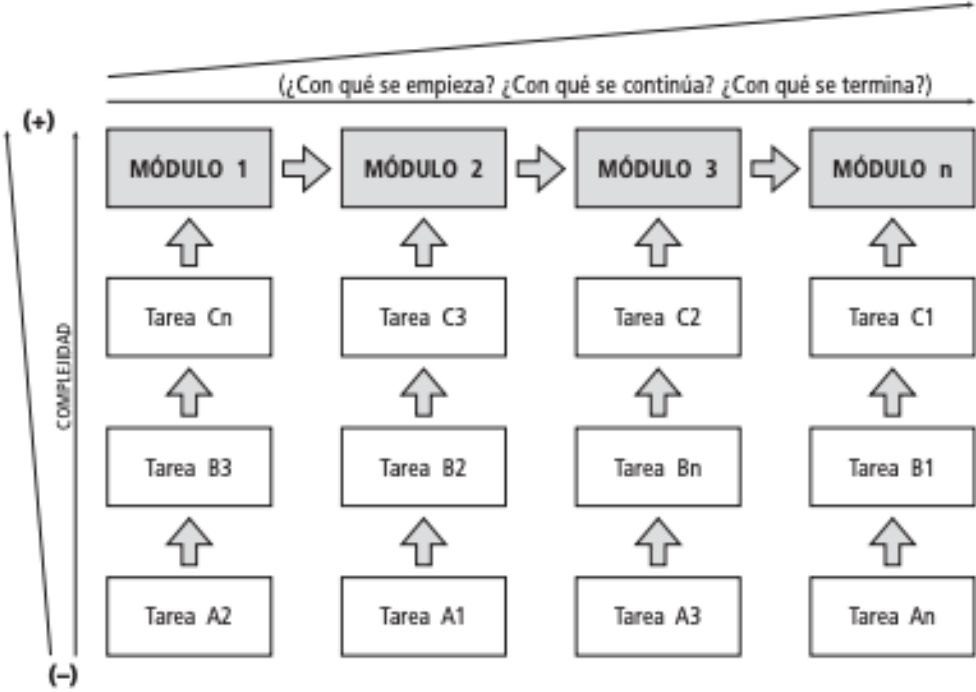 (¿Con qué se empieza? ¿Con qué se continúa? ¿Con qué se termina?)
(+)
MÓDULO 1
MÓDULO 2
MÓDULO 3
MÓDULO n
Tarea Cn
Tarea C3
Tarea C2
Tarea C1
COMPLEJIDAD
Tarea B3
Tarea B2
Tarea Bn
Tarea B1
Tarea A2
Tarea A1
Tarea A3
Tarea An
(–)